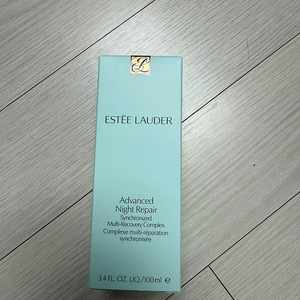 ESTĒE LAUDER
Advanced
Night Repair
Synchronized
Multi-Recovery Complex
Complexe multi-réparation
synchronisée
3.4 FL. OZ. LIQ./100ml e